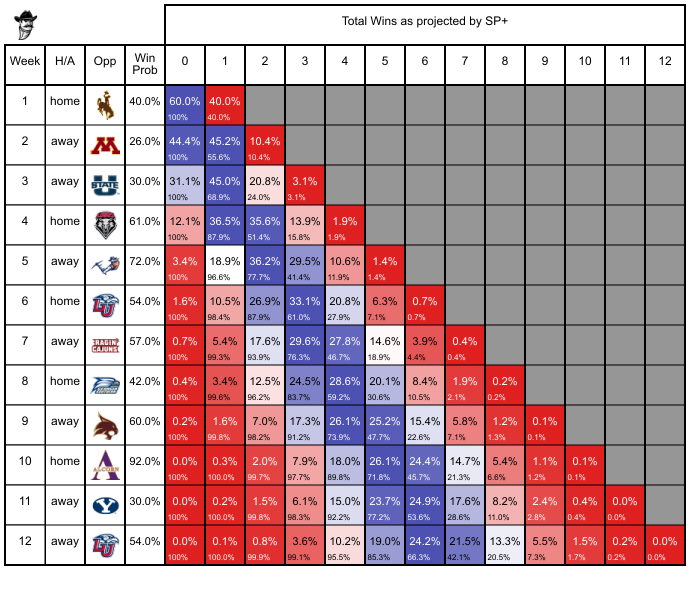 Total Wins as projected by SP+
Week H/A Opp Win Prob 0 1 2 3 4 5 6 7 8 9 10 11 12
1 home 40.0% 60.0% 40.0%
100% 40.0%
2 away M 26.0% 44.4% 45.2% 10.4%
100% 55.6% 10.4%
3 away U STATE 30.0% 31.1% 45.0% 20.8% 3.1%
100% 68.9% 24.0% 3.1%
4 home 61.0% 12.1% 36.5% 35.6% 13.9% 1.9%
100% 87.9% 51.4% 15.8% 1.9%
5 away 72.0% 3.4% 18.9% 36.2% 29.5% 10.6% 1.4%
100% 96.6% 77.7% 41.4% 11.9% 1.4%
6 home LU 54.0% 1.6% 10.5% 26.9% 33.1% 20.8% 6.3% 0.7%
100% 98.4% 87.9% 61.0% 27.9% 7.1% 0.7%
7 away RAGIN CAJUNS 57.0% 0.7% 5.4% 17.6% 29.6% 27.8% 14.6% 3.9% 0.4%
100% 99.3% 93.9% 76.3% 46.7% 18.9% 4.4% 0.4%
8 home 42.0% 0.4% 3.4% 12.5% 24.5% 28.6% 20.1% 8.4% 1.9% 0.2%
100% 99.6% 96.2% 83.7% 59.2% 30.6% 10.5% 2.1% 0.2%
9 away 60.0% 0.2% 1.6% 7.0% 17.3% 26.1% 25.2% 15.4% 5.8% 1.2% 0.1%
100% 99.8% 98.2% 91.2% 73.9% 47.7% 22.6% 7.1% 1.3% 0.1%
10 home A ALCORN 92.0% 0.0% 0.3% 2.0% 7.9% 18.0% 26.1% 24.4% 14.7% 5.4% 1.1% 0.1%
100% 100.0% 99.7% 97.7% 89.8% 71.8% 45.7% 21.3% 6.6% 1.2% 0.1%
11 away Y 30.0% 0.0% 0.2% 1.5% 6.1% 15.0% 23.7% 24.9% 17.6% 8.2% 2.4% 0.4% 0.0%
100% 100.0% 99.8% 98.3% 92.2% 77.2% 53.6% 28.6% 11.0% 2.8% 0.4% 0.0%
12 away LU 54.0% 0.0% 0.1% 0.8% 3.6% 10.2% 19.0% 24.2% 21.5% 13.3% 5.5% 1.5% 0.2% 0.0%
100% 100.0% 99.9% 99.1% 95.5% 85.3% 66.3% 42.1% 20.5% 7.3% 1.7% 0.2% 0.0%